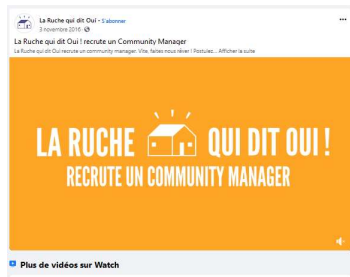 La Ruche qui dit Oui · S'abonner
3 novembre 2016 ·
La Ruche qui dit Oui ! recrute un Community Manager
La Ruche qui dit Oui recrute un community manager. Vite, faites nous rêver ! Postulez... Afficher la suite
LA RUCHE QUI DIT OUI !
RECRUTE UN COMMUNITY MANAGER
Plus de vidéos sur Watch